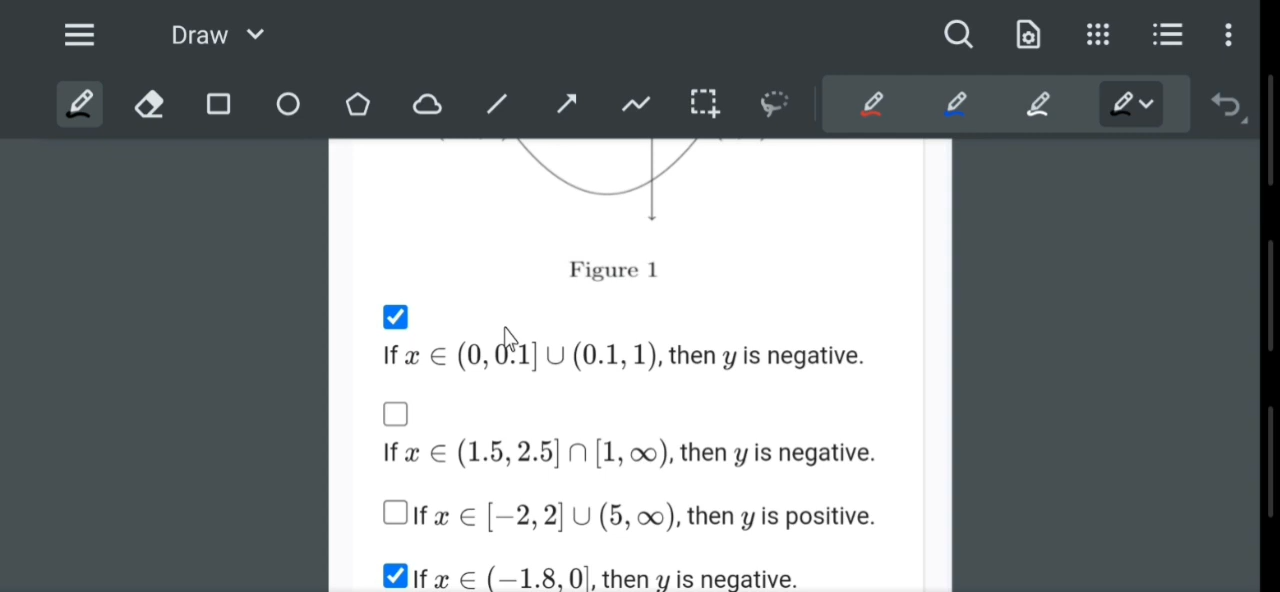 Draw
Figure 1
If x ∈ (0, 0.1] ∪ (0.1, 1), then y is negative.
If x ∈ (1.5, 2.5] ∩ [1, ∞), then y is negative.
If x ∈ [−2, 2] ∪ (5, ∞), then y is positive.
If x ∈ (−1.8, 0], then y is negative.